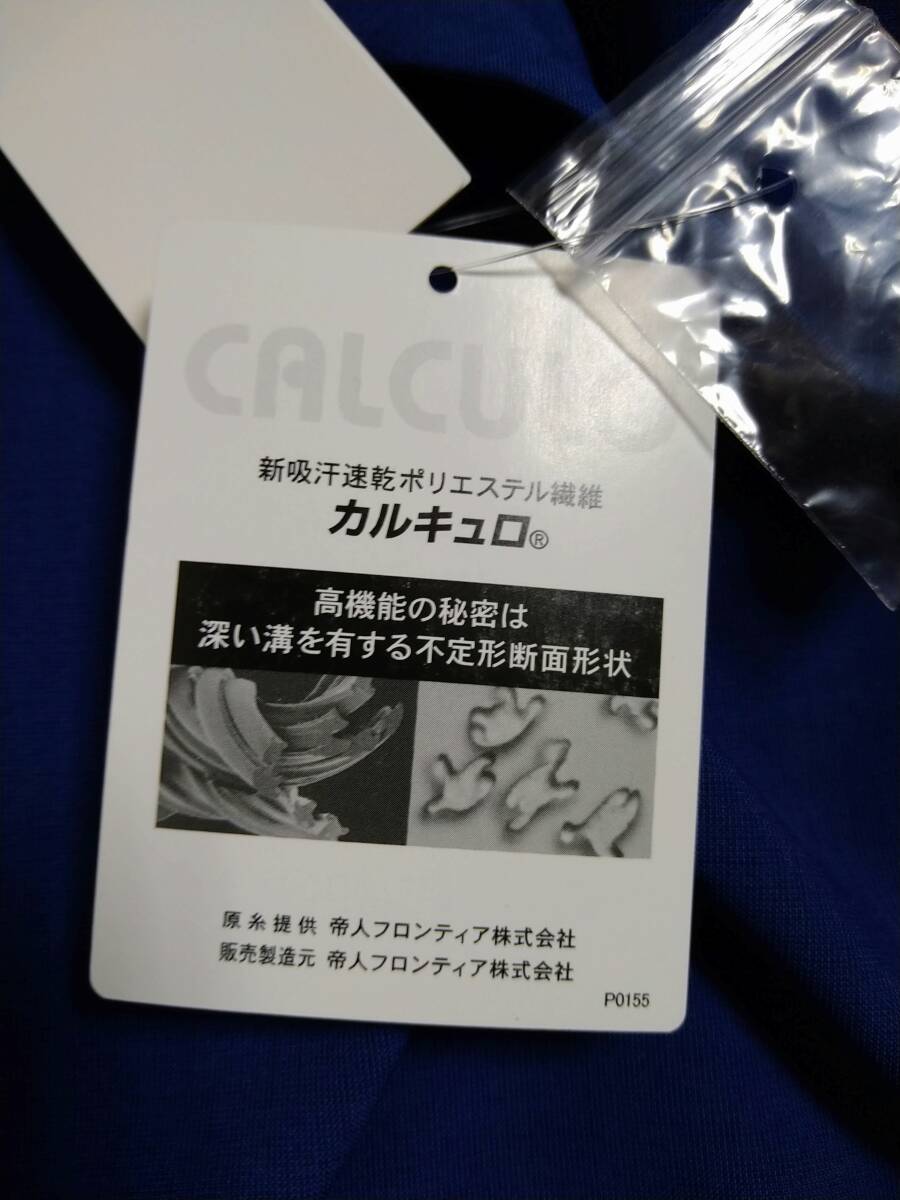 CALCULO
新吸汗速乾ポリエステル繊維
カルキュロ®
高機能の秘密は
深い溝を有する不定形断面形状
原糸提供 帝人フロンティア株式会社
販売製造元 帝人フロンティア株式会社
P0155